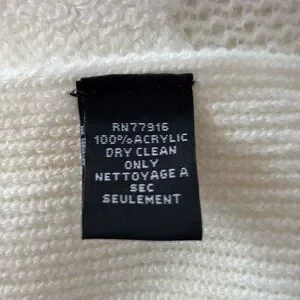 RN77916
100% ACRYLIC
DRY CLEAN
ONLY
NETTOYAGE A
SEC
SEULEMENT